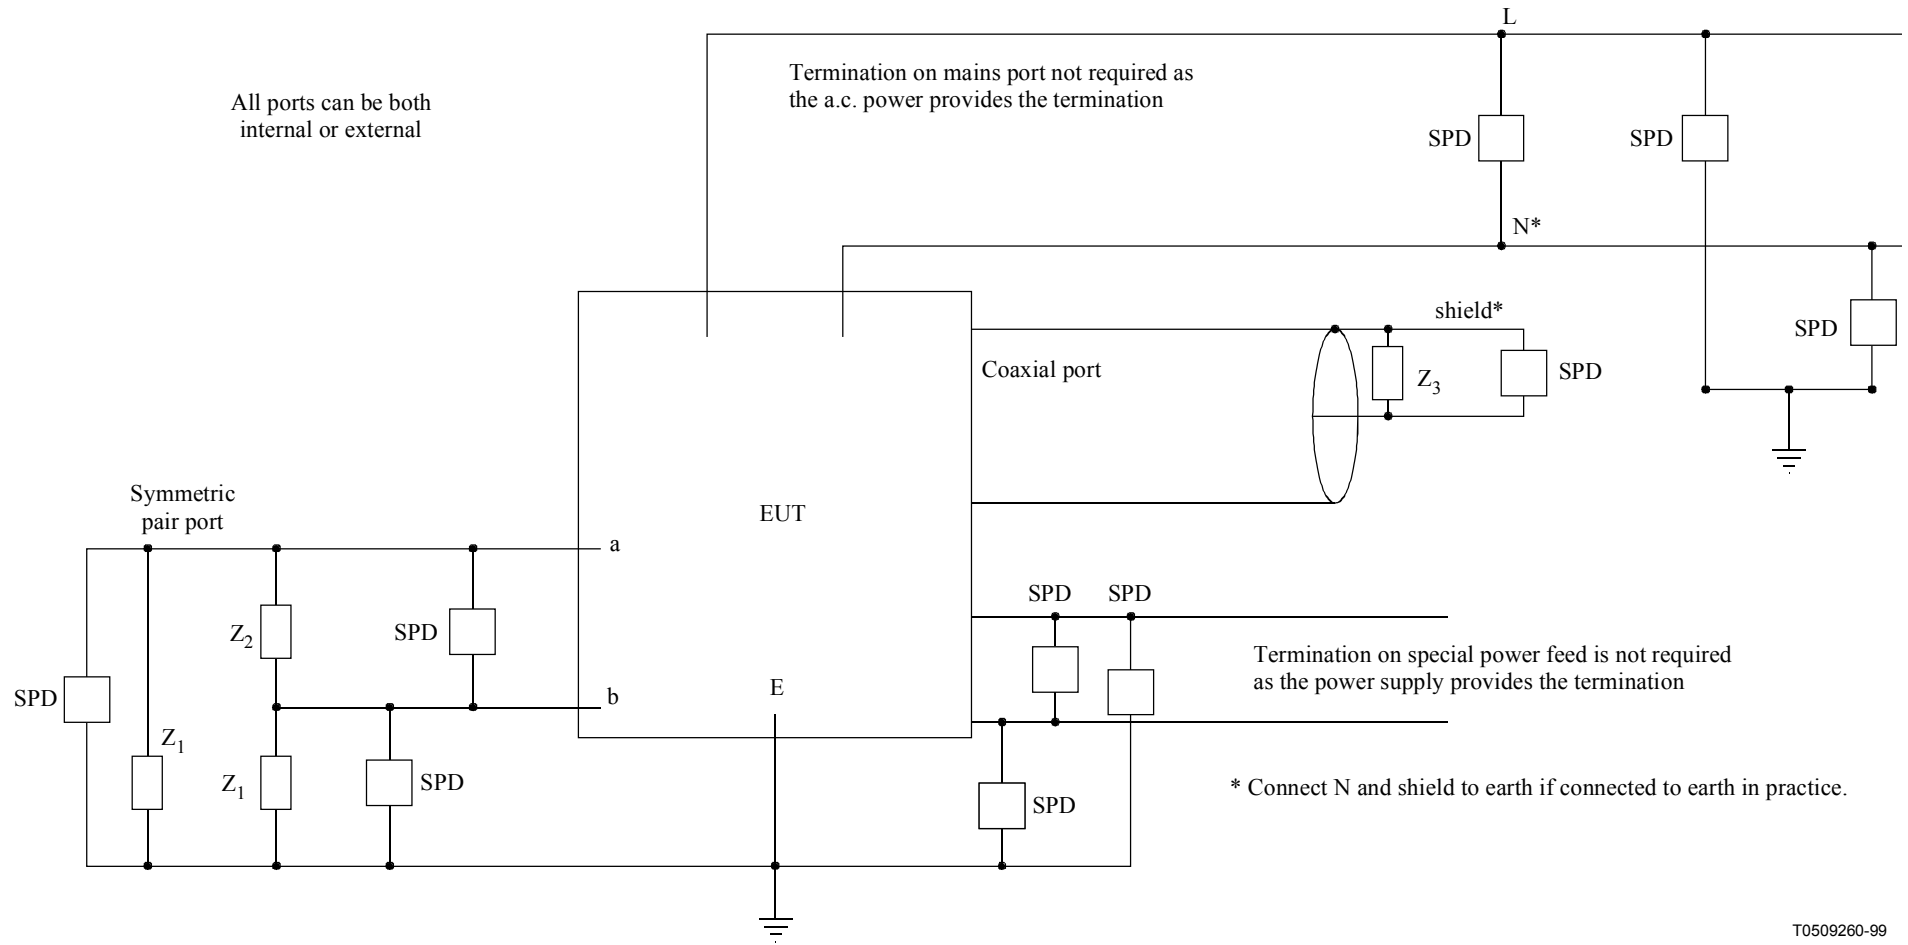 L
Termination on mains port not required as
the a.c. power provides the termination
All ports can be both
internal or external
SPD
SPD
N*
shield*
SPD
Coaxial port
Z3
SPD
Symmetric
pair port
EUT
a
SPD
SPD
Z2
SPD
Termination on special power feed is not required
as the power supply provides the termination
SPD
E
b
Z1
Z1
SPD
SPD
* Connect N and shield to earth if connected to earth in practice.
T0509260-99